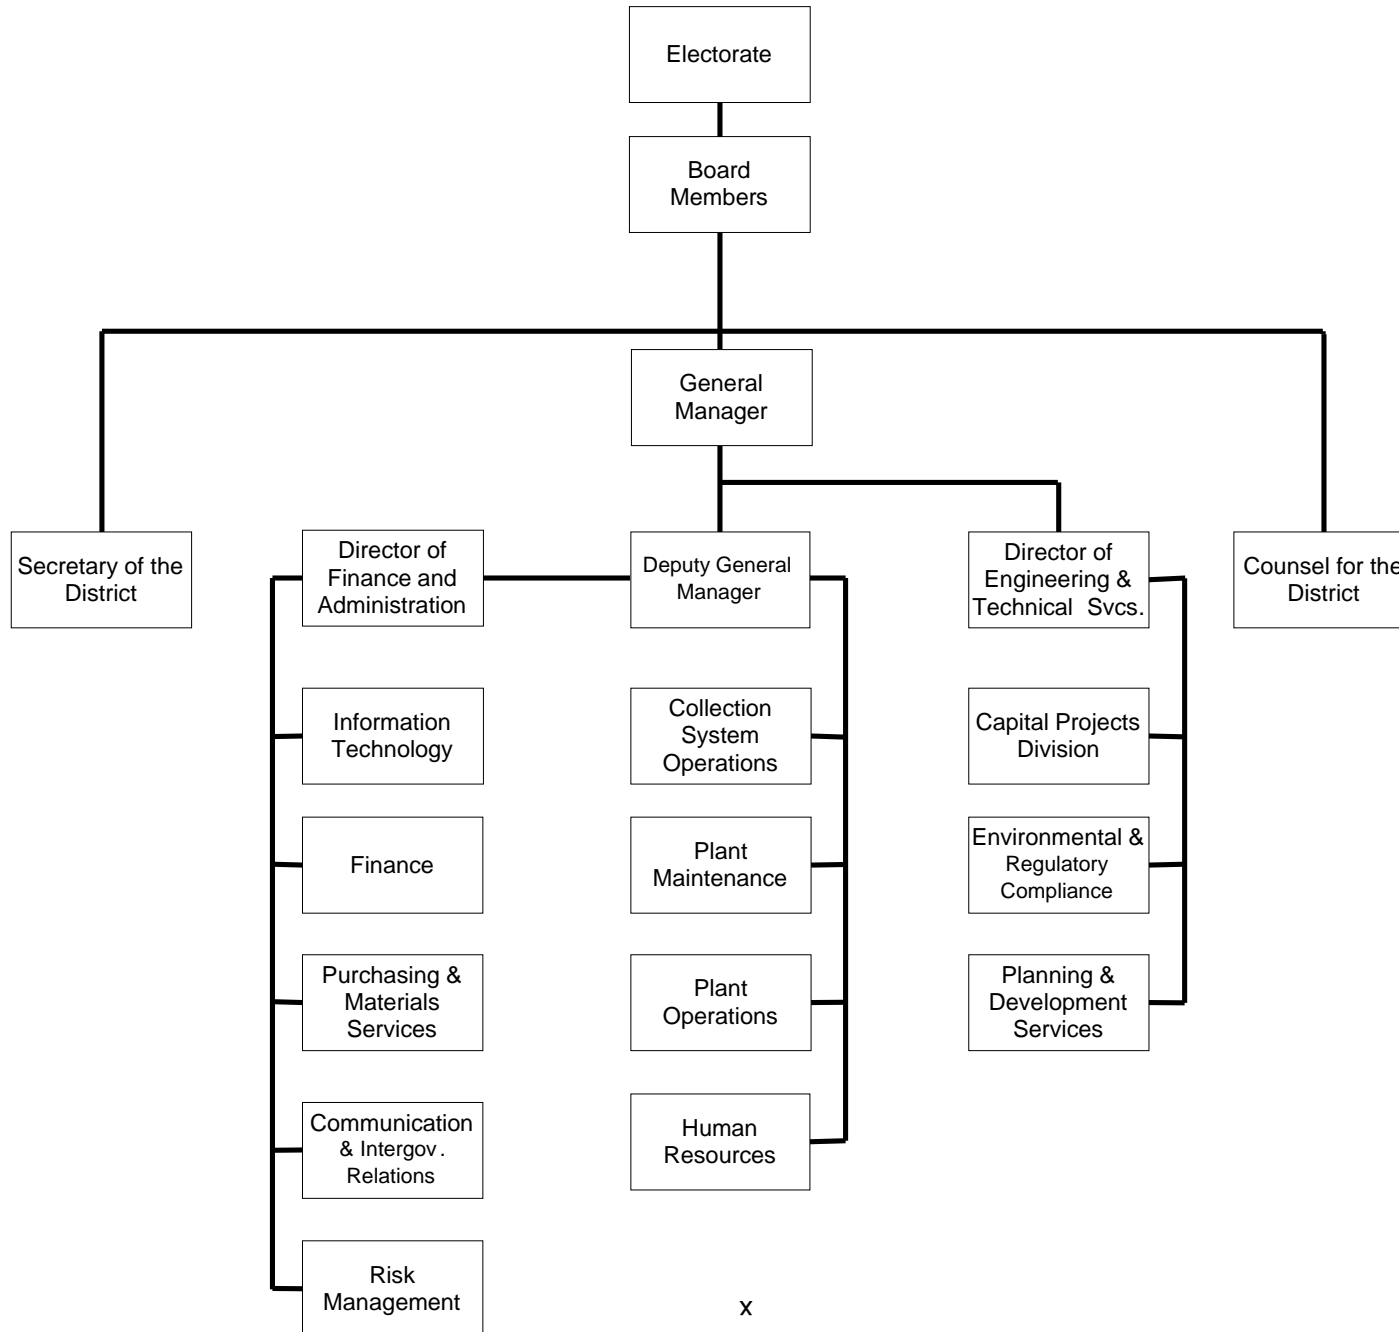 Electorate
Board
Members
General
Manager
Secretary of the
District
Director of
Finance and
Administration
Deputy General
Manager
Director of
Engineering &
Technical Svcs.
Counsel for the
District
Information
Technology
Collection
System
Operations
Capital Projects
Division
Finance
Plant
Maintenance
Environmental &
Regulatory
Compliance
Purchasing &
Materials
Services
Plant
Operations
Planning &
Development
Services
Communication
& Intergov.
Relations
Human
Resources
Risk
Management
x